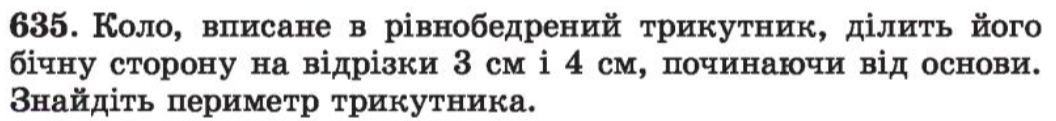 635. Коло, вписане в рівнобедрений трикутник, ділить його
бічну сторону на відрізки 3 см і 4 см, починаючи від основи.
Знайдіть периметр трикутника.